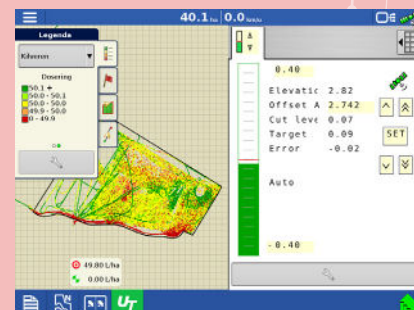 40.1 ha 0.0 km/u
Legende
Kilveren
Dosering
50.1 +
50.0 - 50.1
50.0 - 50.0
49.9 - 50.0
0 - 49.9
49.80 L/ha
0.00 L/ha
0.40
Elevatic 2.82
Offset A 2.742
Cut leve 0.07
Target 0.09
Error -0.02
SET
Auto
-0.40
UT